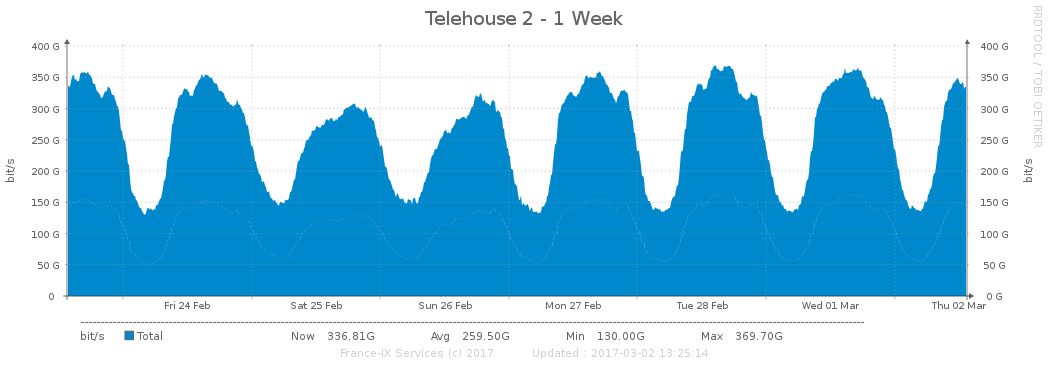 Telehouse 2 - 1 Week
RRDTOOL / TOBI OETIKER
400 G 400 G
350 G 350 G
300 G 300 G
250 G 250 G
200 G 200 G
150 G 150 G
100 G 100 G
50 G 50 G
0 0 G
bit/s bit/s
Fri 24 Feb Sat 25 Feb Sun 26 Feb Mon 27 Feb Tue 28 Feb Wed 01 Mar Thu 02 Mar
bit/s Total Now 336.81G Avg 259.50G Min 130.00G Max 369.70G
France-IX Services (c) 2017 Updated : 2017-03-02 13:25:14